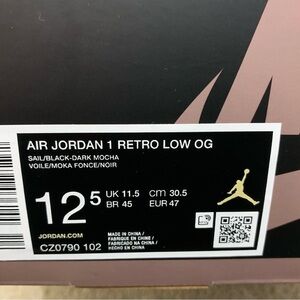 AIR JORDAN 1 RETRO LOW OG
SAIL/BLACK-DARK MOCHA
VOILE/MOKA FONCE/NOIR
12 5
UK 11.5 cm 30.5
BR 45 EUR 47
JORDAN.COM
CZ0790 102
MADE IN CHINA /
FABRIQUE EN CHINE /
FABRICADO NA CHINA /
HECHO EN CHINA